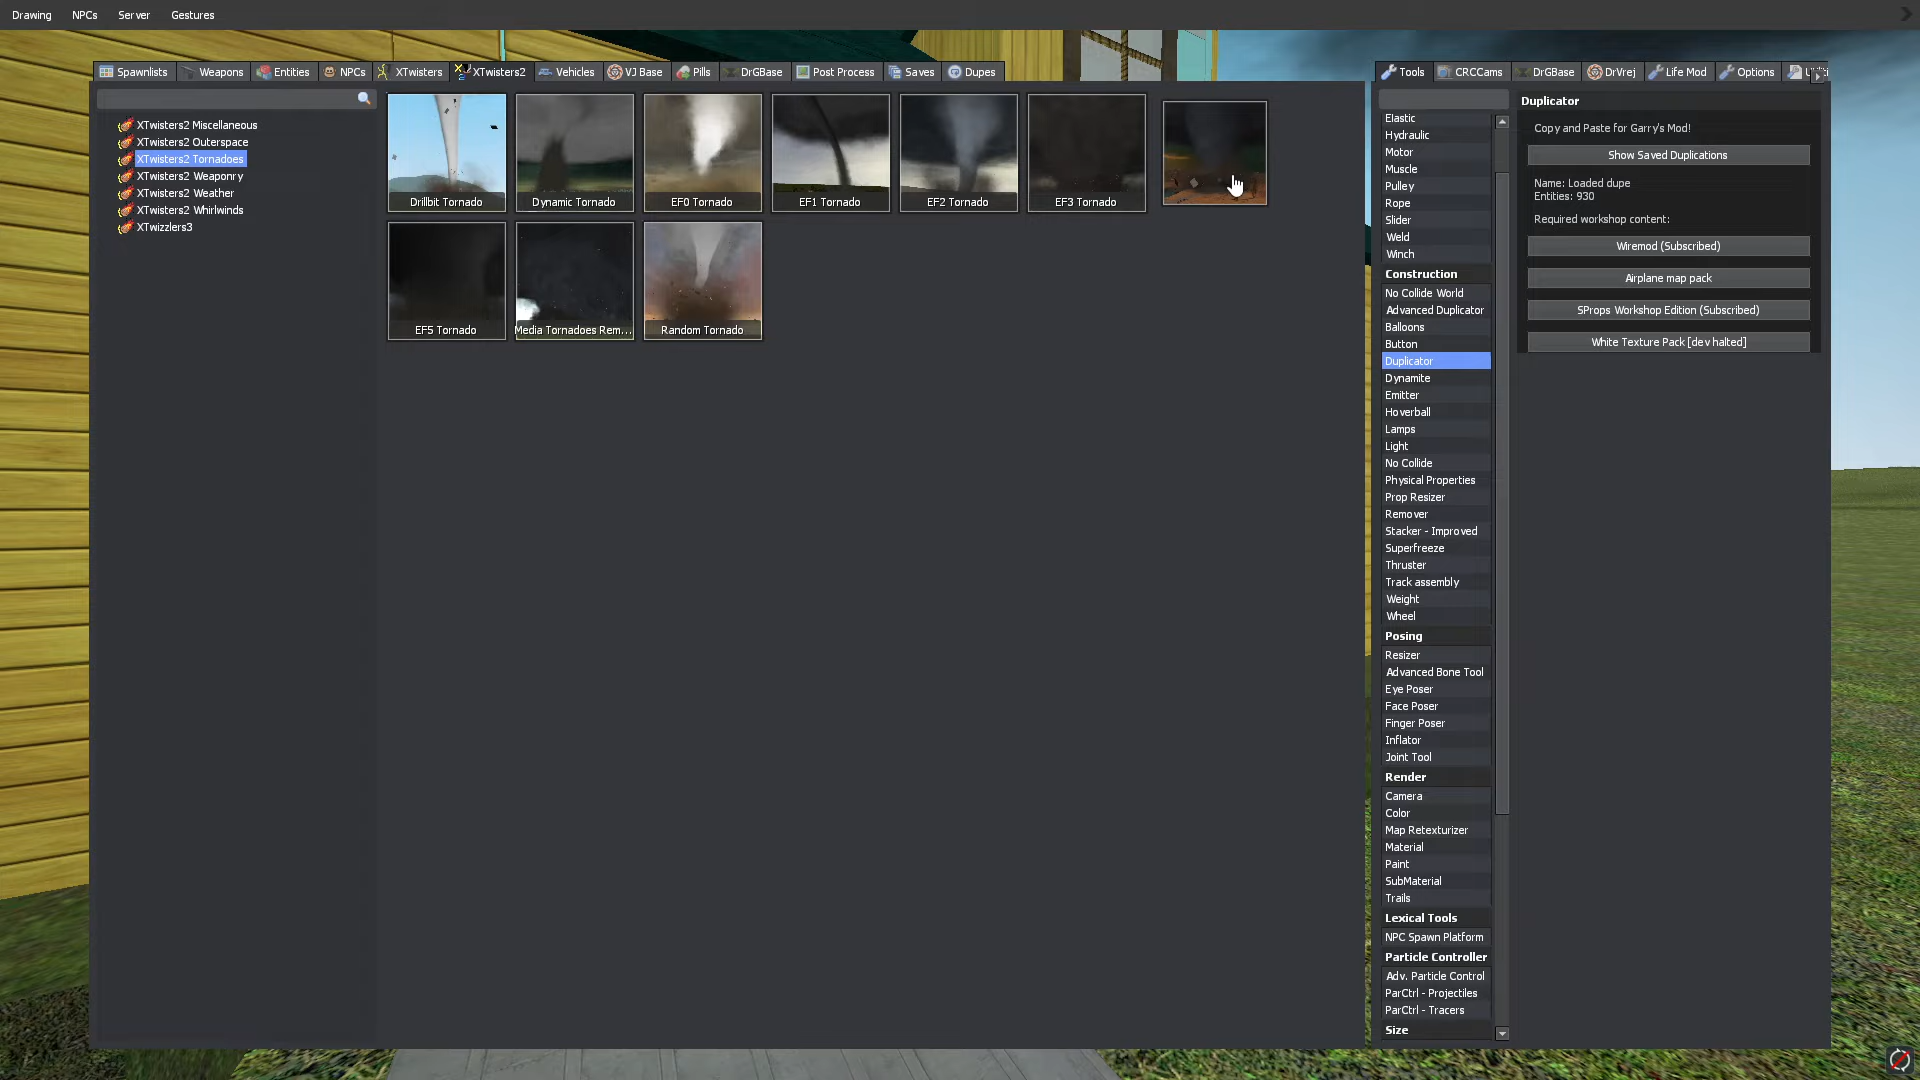 Drawing NPCs Server Gestures
Spawnlists Weapons Entities NPCs XTwisters XTwisters2 Vehicles VJ Base Pills DrGBase Post Process Saves Dupes
XTwisters2 Miscellaneous
XTwisters2 Outerspace
XTwisters2 Tornadoes
XTwisters2 Weaponry
XTwisters2 Weather
XTwisters2 Whirlwinds
XTwizzlers3
Drillbit Tornado Dynamic Tornado EF0 Tornado EF1 Tornado EF2 Tornado EF3 Tornado
EF5 Tornado Media Tornadoes Rem... Random Tornado
Tools CRCCams DrGBase DrVrej Life Mod Options
Elastic
Hydraulic
Motor
Muscle
Pulley
Rope
Slider
Weld
Winch
Construction
No Collide World
Advanced Duplicator
Balloons
Button
Duplicator
Dynamite
Emitter
Hoverball
Lamps
Light
No Collide
Physical Properties
Prop Resizer
Remover
Stacker - Improved
Superfreeze
Thruster
Track assembly
Weight
Wheel
Posing
Resizer
Advanced Bone Tool
Eye Poser
Face Poser
Finger Poser
Inflator
Joint Tool
Render
Camera
Color
Map Retexturizer
Material
Paint
SubMaterial
Trails
Lexical Tools
NPC Spawn Platform
Particle Controller
Adv. Particle Control
ParCtrl - Projectiles
ParCtrl - Tracers
Size
Duplicator
Copy and Paste for Garry's Mod!
Show Saved Duplications
Name: Loaded dupe
Entities: 930
Required workshop content:
Wiremod (Subscribed)
Airplane map pack
SProps Workshop Edition (Subscribed)
White Texture Pack [dev halted]